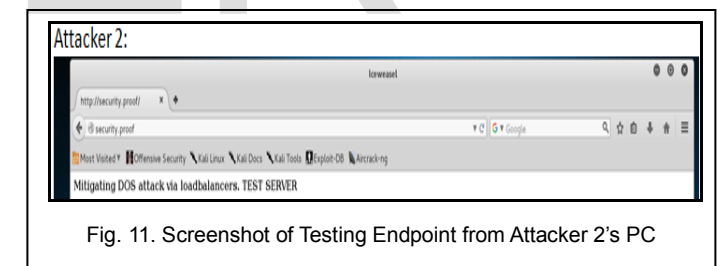 Attacker 2:
Iceweasel
http://security.proof/ x
security.proof Google
Most Visited Offensive Security Kali Linux Kali Docs Kali Tools Exploit-DB Aircrack-ng
Mitigating DOS attack via loadbalancers. TEST SERVER
Fig. 11. Screenshot of Testing Endpoint from Attacker 2's PC